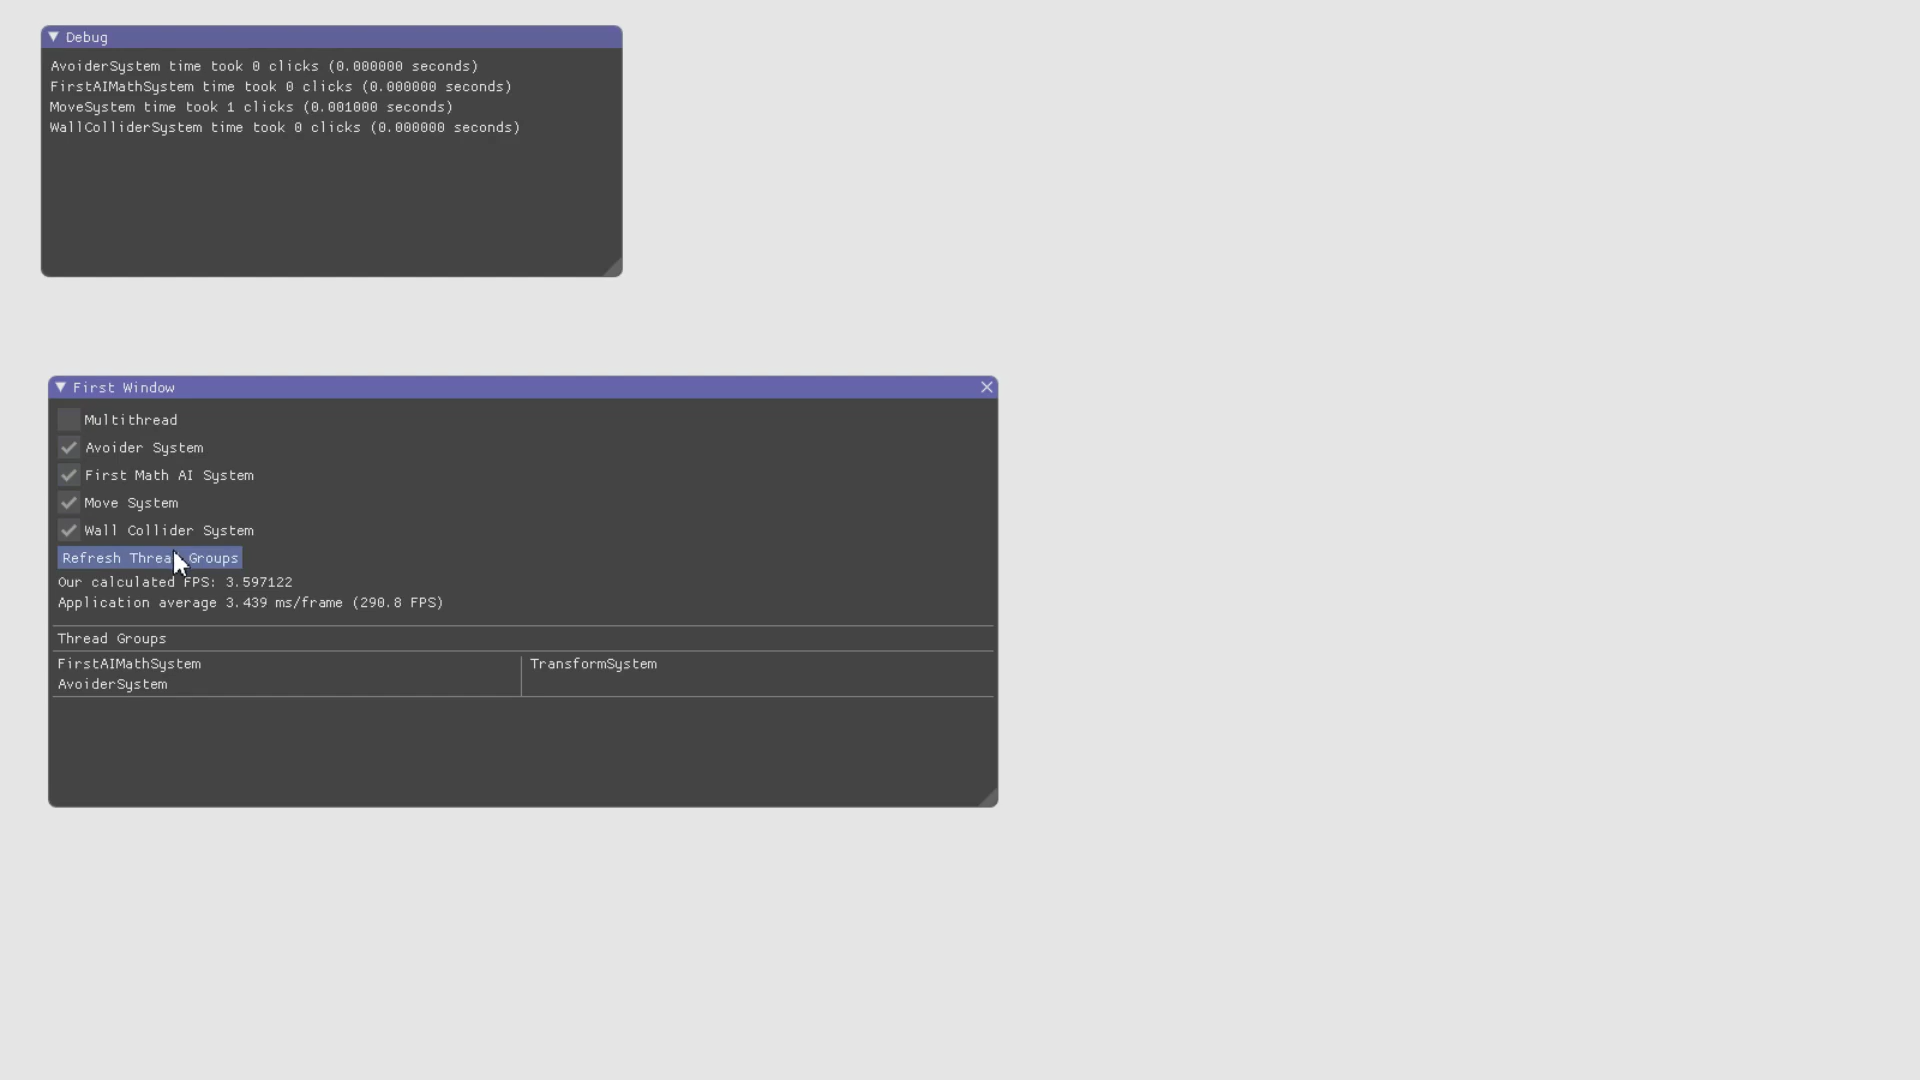 Debug
AvoiderSystem time took 0 clicks (0.000000 seconds)
FirstAIMathSystem time took 0 clicks (0.000000 seconds)
MoveSystem time took 1 clicks (0.001000 seconds)
WallColliderSystem time took 0 clicks (0.000000 seconds)
First Window
Multithread
Avoider System
First Math AI System
Move System
Wall Collider System
Refresh Threa Groups
Our calculated FPS: 3.597122
Application average 3.439 ms/frame (290.8 FPS)
Thread Groups
FirstAIMathSystem TransformSystem
AvoiderSystem